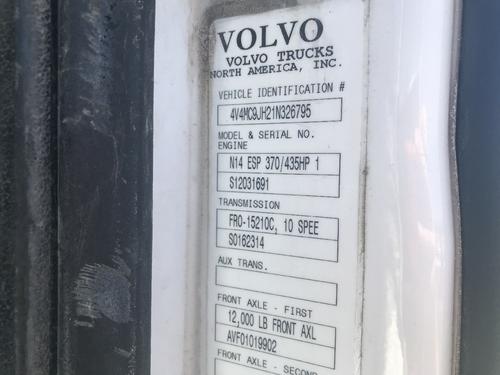 VOLVO
VOLVO TRUCKS
NORTH AMERICA, INC.
VEHICLE IDENTIFICATION #
4V4MC9JH21N326795
MODEL & SERIAL NO.
ENGINE
N14 ESP 370/435HP 1
S12031691
TRANSMISSION
FRO-15210C, 10 SPEE
S0162314
AUX TRANS.
FRONT AXLE - FIRST
12,000 LB FRONT AXL
AVF01019902
FRONT AXLE - SECOND